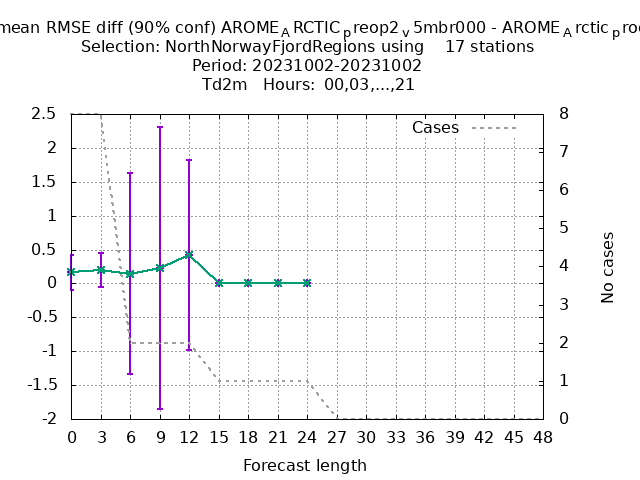 mean RMSE diff (90% conf) AROME_ARCTIC_preop2_v5mbr000 - AROME_Arctic_pro
Selection: NorthNorwayFjordRegions using 17 stations
Period: 20231002-20231002
Td2m Hours: 00,03,...,21
Cases
2.5
2
1.5
1
0.5
0
-0.5
-1
-1.5
-2
8
7
6
5
4
3
2
1
0
No cases
0 3 6 9 12 15 18 21 24 27 30 33 36 39 42 45 48
Forecast length